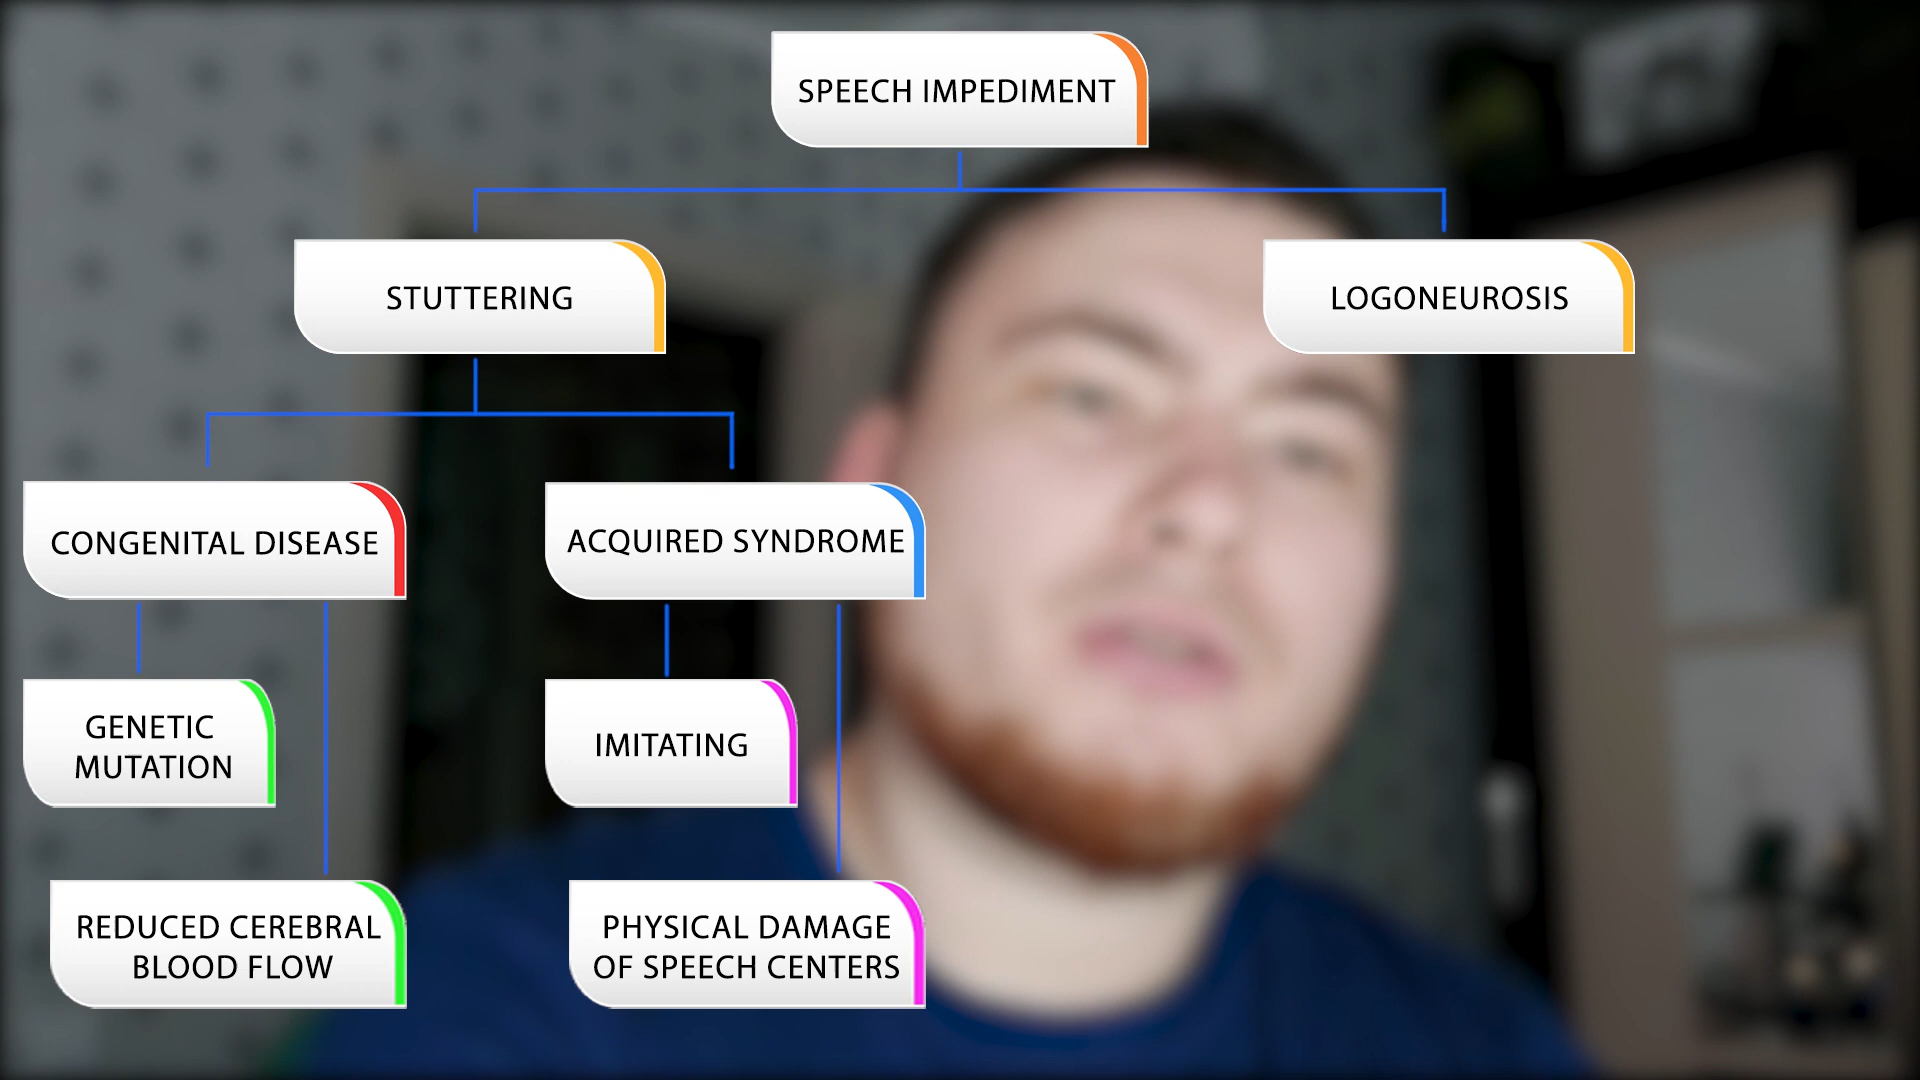 SPEECH IMPEDIMENT
STUTTERING
LOGONEUROSIS
CONGENITAL DISEASE
ACQUIRED SYNDROME
GENETIC
MUTATION
IMITATING
REDUCED CEREBRAL
BLOOD FLOW
PHYSICAL DAMAGE
OF SPEECH CENTERS